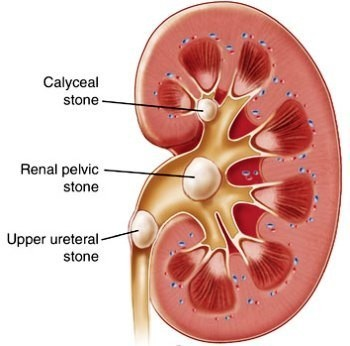 Calyceal
stone
Renal pelvic
stone
Upper ureteral
stone